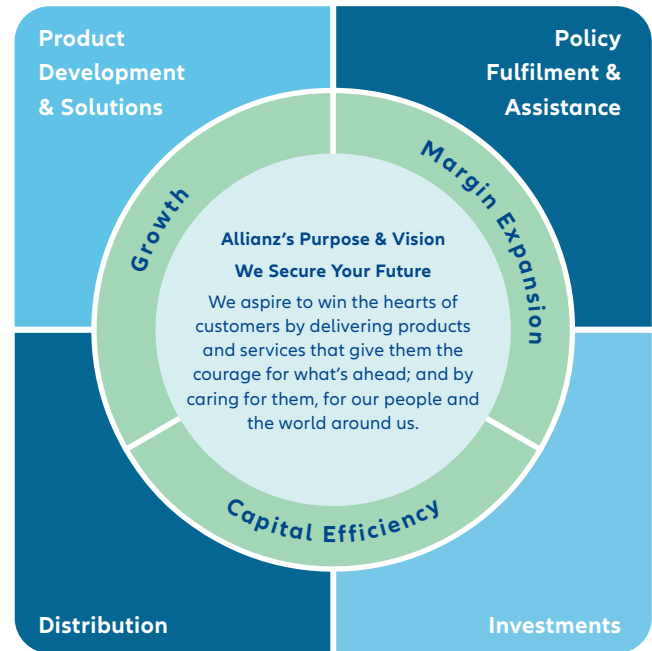 Product
Development
& Solutions
Policy
Fulfilment &
Assistance
Growth
Margin Expansion
Allianz’s Purpose & Vision
We Secure Your Future
We aspire to win the hearts of
customers by delivering products
and services that give them the
courage for what’s ahead; and by
caring for them, for our people and
the world around us.
Capital Efficiency
Distribution
Investments